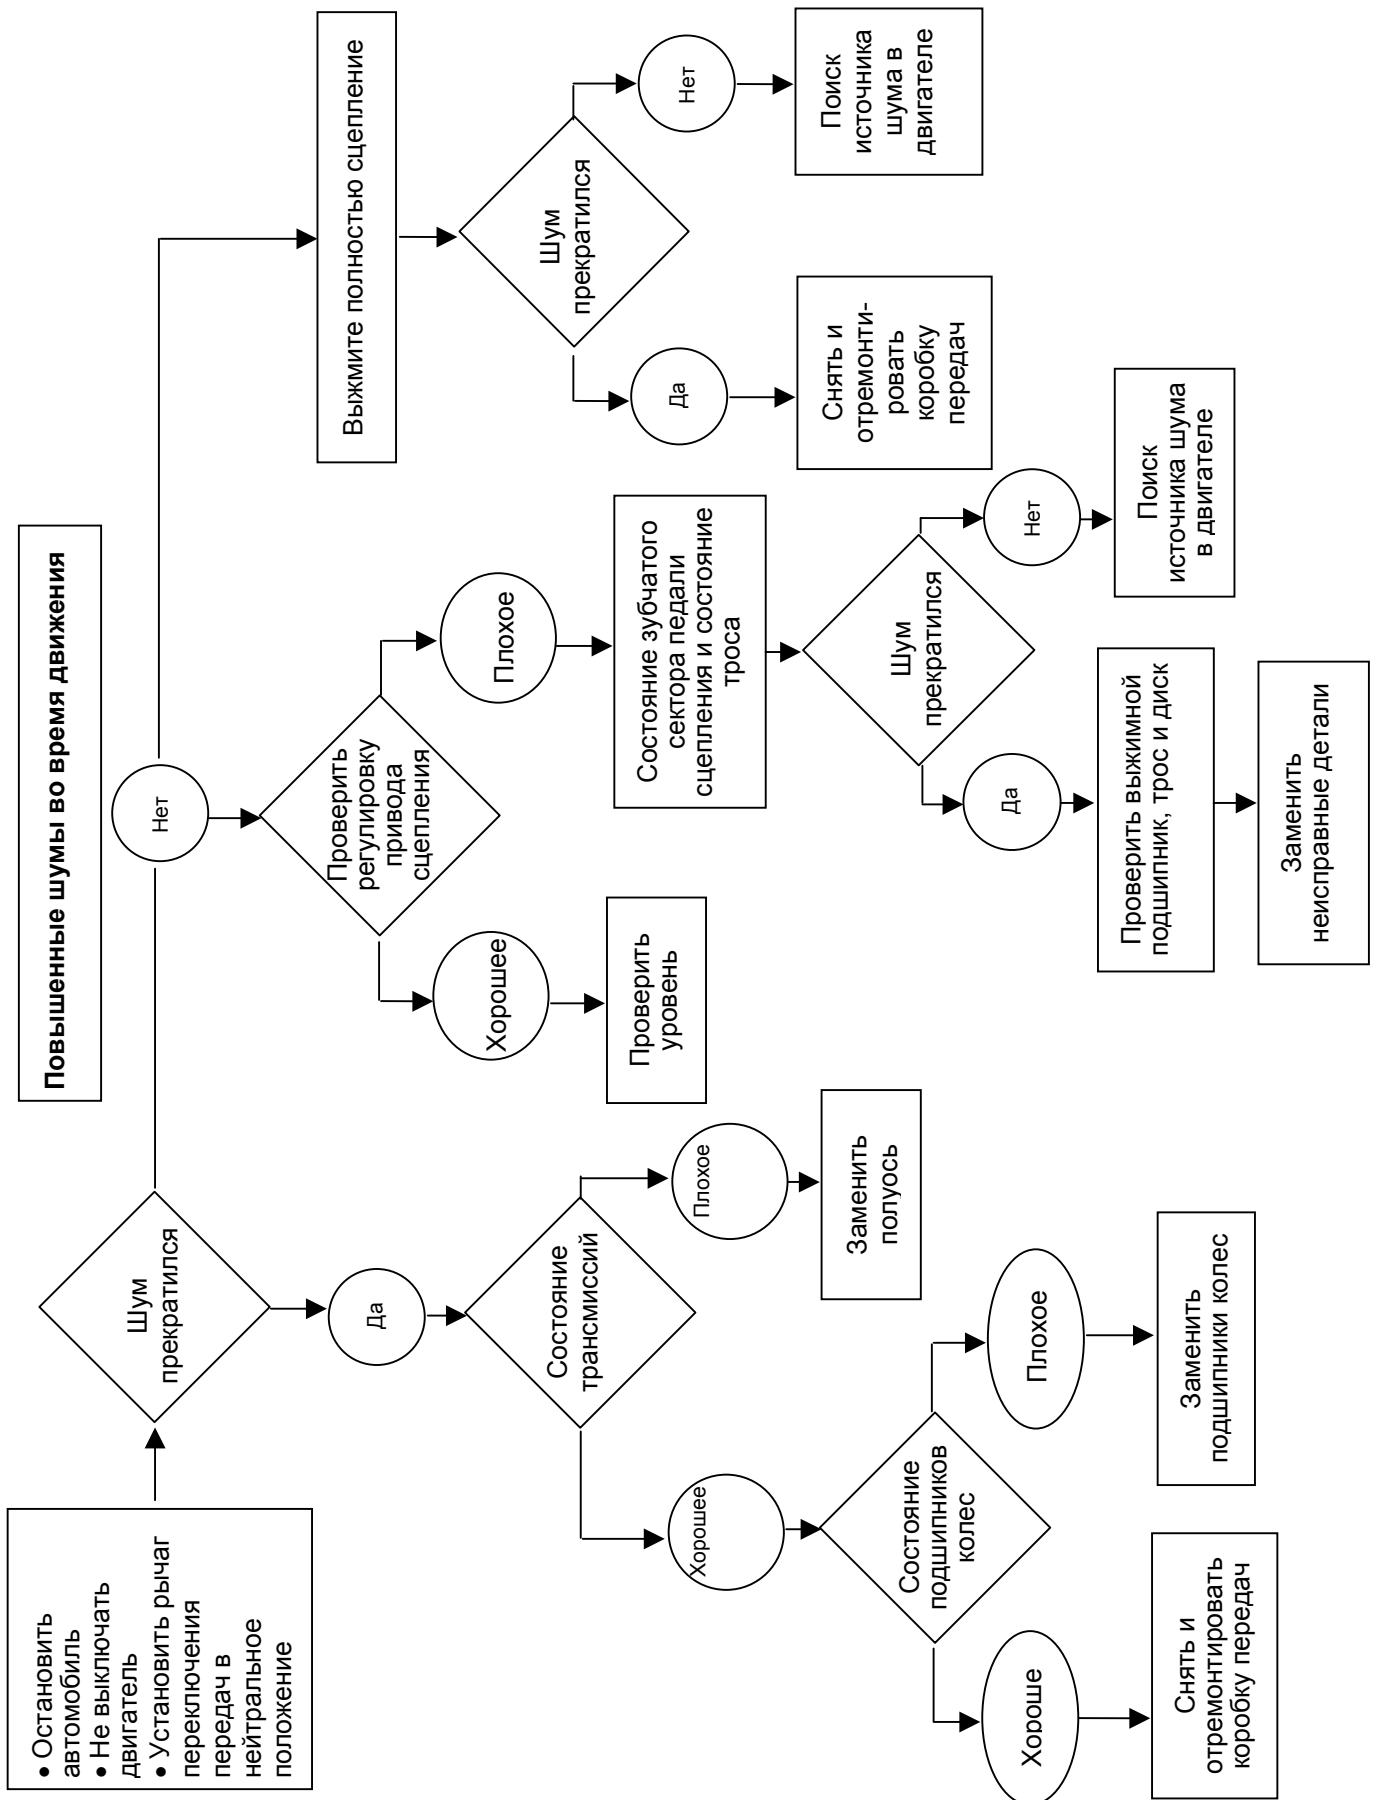 Повышенные шумы во время движения
• Остановить
автомобиль
• Не выключать
двигатель
• Установить рычаг
переключения
передач в
нейтральное
положение
Шум
прекратился
Нет
Выжмите полностью сцепление
Да
Проверить
регулировку
привода
сцепления
Шум
прекратился
Состояние
трансмиссий
Хорошее
Плохое
Да
Нет
Хорошее
Плохое
Проверить
уровень
Состояние зубчатого
сектора педали
сцепления и состояние
троса
Снять и
отремонти-
ровать
коробку
передач
Поиск
источника
шума в
двигателе
Состояние
подшипников
колес
Заменить
полуось
Шум
прекратился
Хороше
Плохое
Да
Нет
Снять и
отремонтировать
коробку передач
Заменить
подшипники колес
Проверить выжимной
подшипник, трос и диск
Поиск
источника шума
в двигателе
Заменить
неисправные детали